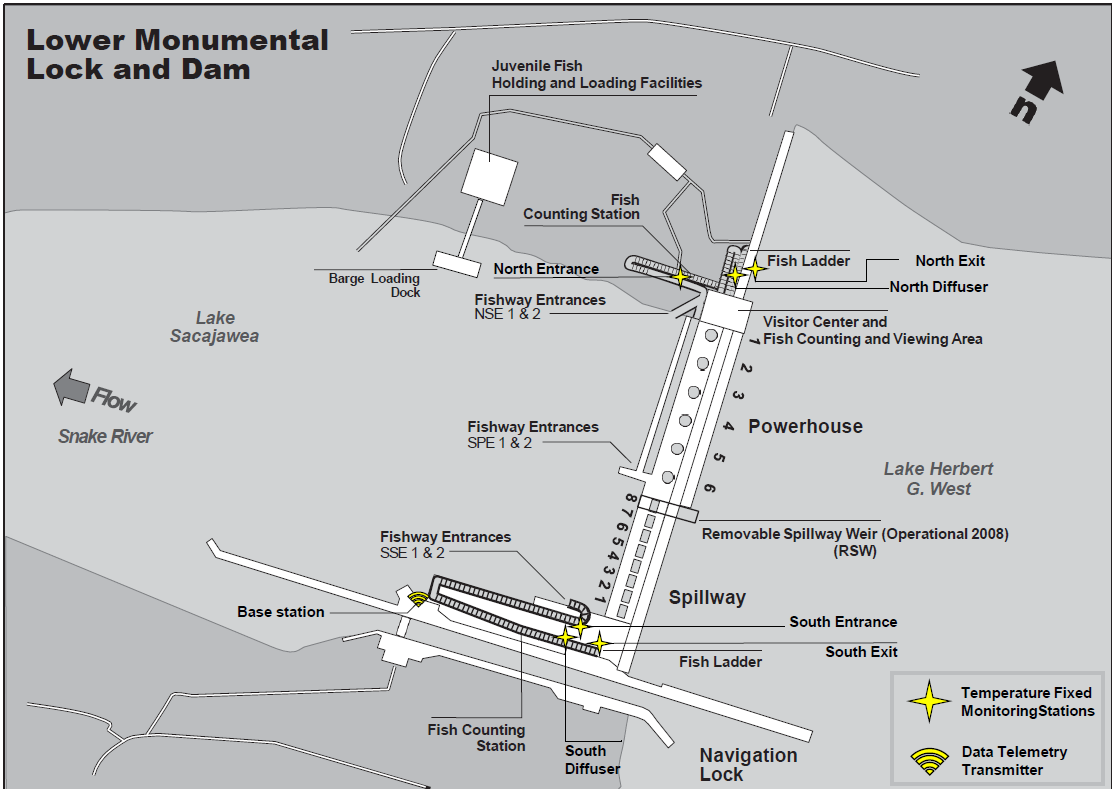 Lower Monumental
Lock and Dam
Juvenile Fish
Holding and Loading Facilities
n
Fish
Counting Station
Fish Ladder
North Exit
North Entrance
North Diffuser
Barge Loading
Dock
Fishway Entrances
NSE 1 & 2
Visitor Center and
Fish Counting and Viewing Area
Lake
Sacajawea
Flow
Snake River
1
2
3
4
5
6
Powerhouse
Fishway Entrances
SPE 1 & 2
Lake Herbert
G. West
Removable Spillway Weir (Operational 2008)
(RSW)
8
7
6
5
4
3
2
1
Fishway Entrances
SSE 1 & 2
Spillway
Base station
South Entrance
South Exit
Fish Ladder
Fish Counting
Station
South
Diffuser
Navigation
Lock
Temperature Fixed
MonitoringStations
Data Telemetry
Transmitter